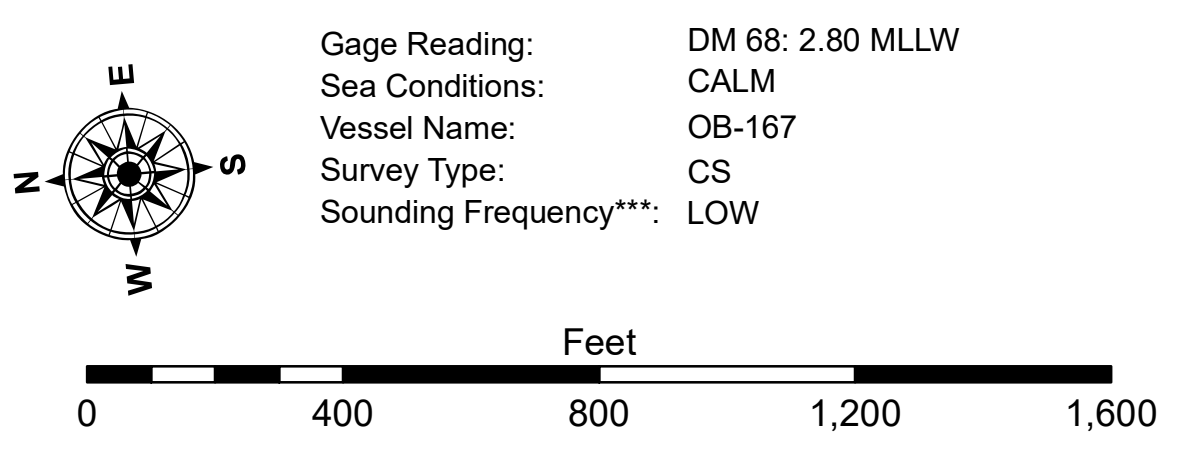 E
N
S
W
Gage Reading: DM 68: 2.80 MLLW
Sea Conditions: CALM
Vessel Name: OB-167
Survey Type: CS
Sounding Frequency***: LOW
Feet
0 400 800 1,200 1,600